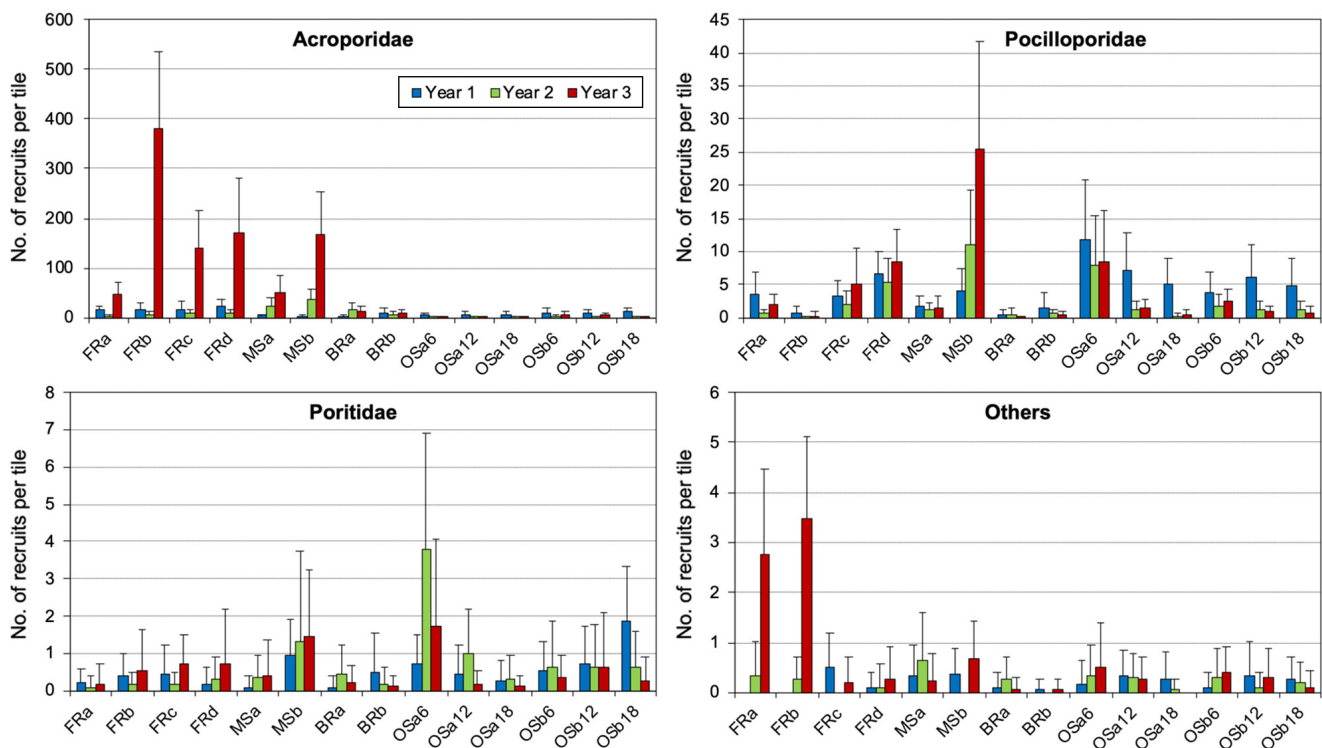 Acroporidae
No. of recruits per tile
600
500
400
300
200
100
0
Year 1 Year 2 Year 3
FRa FRb FRc FRd MSa MSb BRa BRb OSa6 OSa12 OSa18 OSb6 OSb12 OSb18
Pocilloporidae
No. of recruits per tile
45
40
35
30
25
20
15
10
5
0
FRa FRb FRc FRd MSa MSb BRa BRb OSa6 OSa12 OSa18 OSb6 OSb12 OSb18
Poritidae
No. of recruits per tile
8
7
6
5
4
3
2
1
0
FRa FRb FRc FRd MSa MSb BRa BRb OSa6 OSa12 OSa18 OSb6 OSb12 OSb18
Others
No. of recruits per tile
6
5
4
3
2
1
0
FRa FRb FRc FRd MSa MSb BRa BRb OSa6 OSa12 OSa18 OSb6 OSb12 OSb18